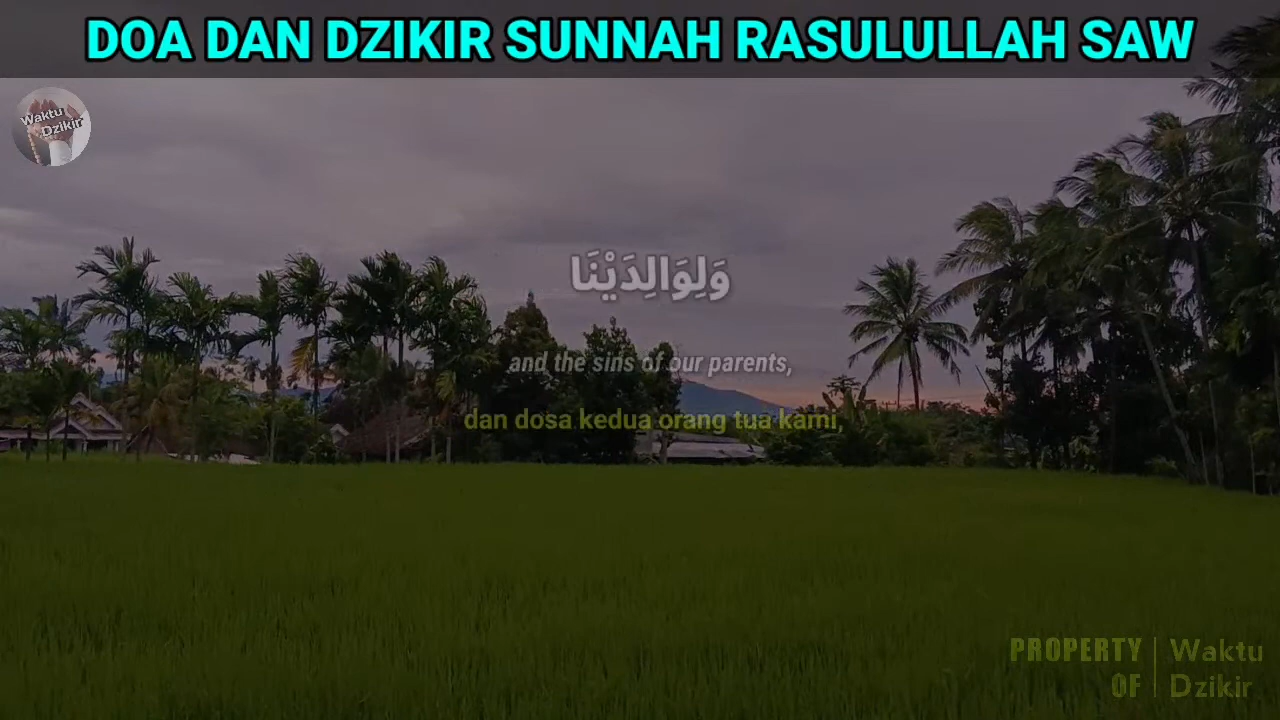 DOA DAN DZIKIR SUNNAH RASULULLAH SAW
Waktu
Dzikir
وَلِوَالِدَيْنَا
and the sins of our parents,
dan dosa kedua orang tua kami,
PROPERTY OF | Waktu Dzikir